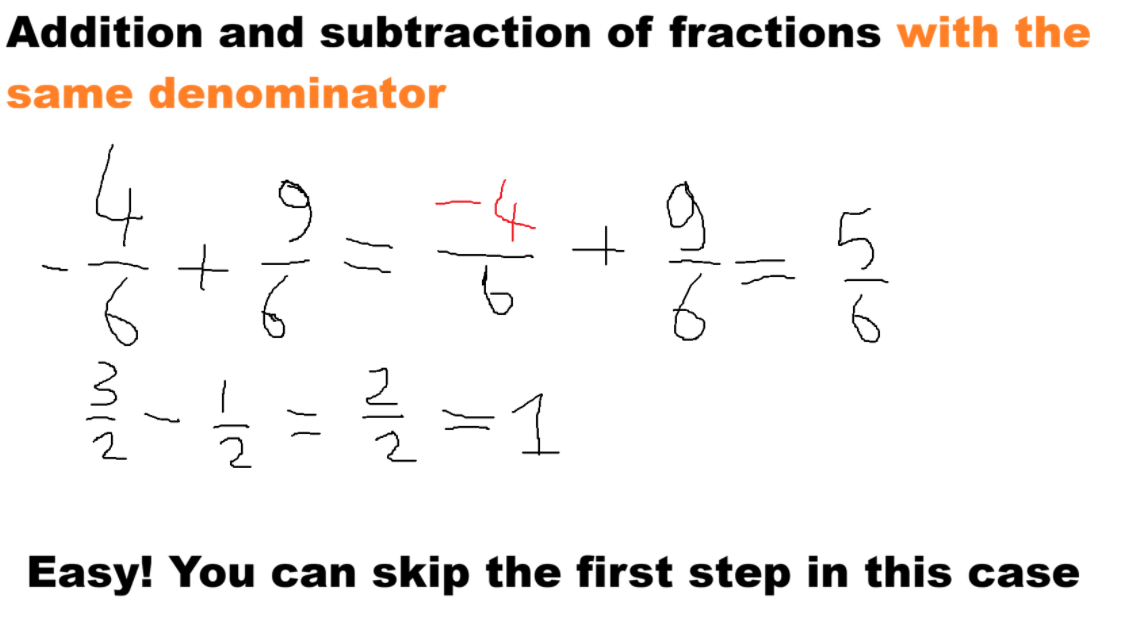 Addition and subtraction of fractions with the
same denominator
-4/6 + 9/6 = -4/6 + 9/6 = 5/6
3/2 - 1/2 = 2/2 = 1
Easy! You can skip the first step in this case